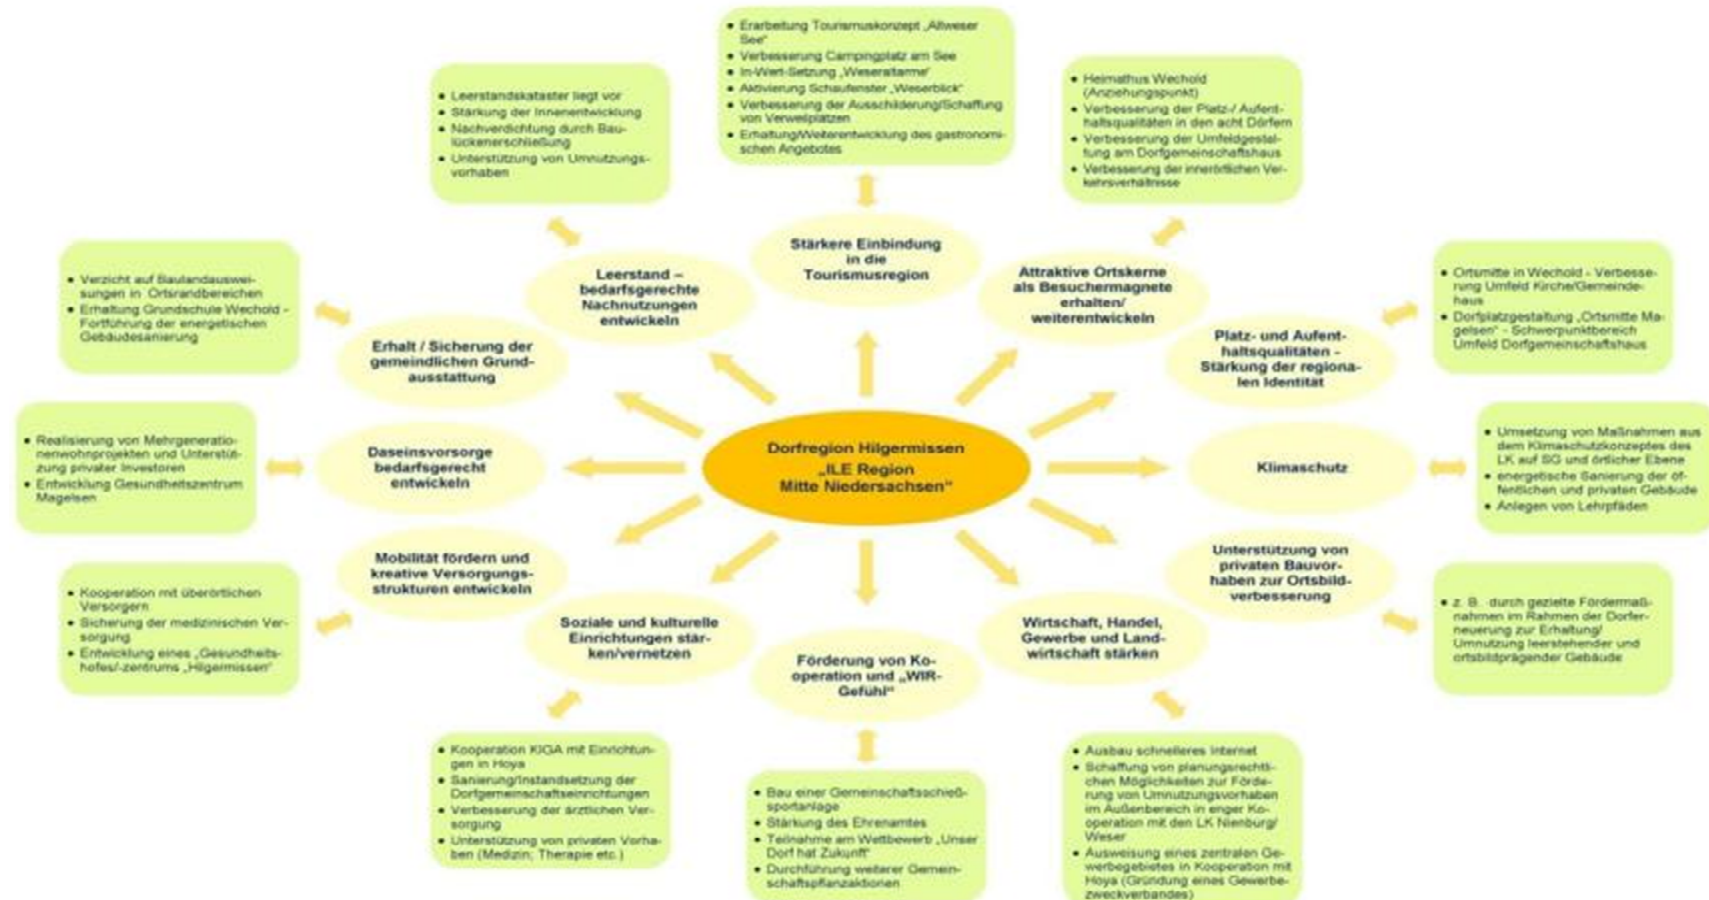 Dorfregion Hilgermissen
„ILE Region
Mitte Niedersachsen“
Stärkere Einbindung
in die
Tourismusregion
• Erarbeitung Tourismuskonzept „Altweser
See“
• Verbesserung Campingplatz am See
• In-Wert-Setzung „Weseraltarme“
• Aktivierung Schaufenster „Weserblick“
• Verbesserung der Ausschilderung/Schaffung
von Verweilplätzen
• Erhaltung/Weiterentwicklung des gastronomi-
schen Angebotes
Attraktive Ortskerne
als Besuchermagnete
erhalten/
weiterentwickeln
• Heimathus Wechold
(Anziehungspunkt)
• Verbesserung der Platz-/ Aufent-
haltsqualitäten in den acht Dörfern
• Verbesserung der Umfeldgestal-
tung am Dorfgemeinschaftshaus
• Verbesserung der innerörtlichen Ver-
kehrsverhältnisse
Platz- und Aufent-
haltsqualitäten -
Stärkung der regiona-
len Identität
• Ortsmitte in Wechold - Verbesse-
rung Umfeld Kirche/Gemeinde-
haus
• Dorfplatzgestaltung „Ortsmitte Ma-
gelsen“ - Schwerpunktbereich
Umfeld Dorfgemeinschaftshaus
Klimaschutz
• Umsetzung von Maßnahmen aus
dem Klimaschutzkonzeptes des
LK auf SG und örtlicher Ebene
• energetische Sanierung der öf-
fentlichen und privaten Gebäude
• Anlegen von Lehrpfäden
Unterstützung von
privaten Bauvor-
haben zur Ortsbild-
verbesserung
• z. B. durch gezielte Fördermaß-
nahmen im Rahmen der Dorfer-
neuerung zur Erhaltung/
Umnutzung leerstehender und
ortsbildprägender Gebäude
Wirtschaft, Handel,
Gewerbe und Land-
wirtschaft stärken
• Ausbau schnelleres Internet
• Schaffung von planungsrechtli-
chen Möglichkeiten zur Förde-
rung von Umnutzungsvorhaben
im Außenbereich in enger Ko-
operation mit den LK Nienburg/
Weser
• Ausweisung eines zentralen Ge-
werbegebietes in Kooperation mit
Hoya (Gründung eines Gewerbe-
zweckverbandes)
Förderung von Ko-
operation und „WIR-
Gefühl“
• Bau einer Gemeinschaftsschieß-
sportanlage
• Stärkung des Ehrenamtes
• Teilnahme am Wettbewerb „Unser
Dorf hat Zukunft“
• Durchführung weiterer Gemein-
schaftspflanzaktionen
Soziale und kulturelle
Einrichtungen stär-
ken/vernetzen
• Kooperation KIGA mit Einrichtun-
gen in Hoya
• Sanierung/Instandsetzung der
Dorfgemeinschaftseinrichtungen
• Verbesserung der ärztlichen Ver-
sorgung
• Unterstützung von privaten Vorha-
ben (Medizin; Therapie etc.)
Mobilität fördern und
kreative Versorgungs-
strukturen entwickeln
• Kooperation mit überörtlichen
Versorgern
• Sicherung der medizinischen Ver-
sorgung
• Entwicklung eines „Gesundheits-
hofes/-zentrums „Hilgermissen“
Daseinsvorsorge
bedarfsgerecht
entwickeln
• Realisierung von Mehrgeneratio-
nenwohnprojekten und Unterstüt-
zung privater Investoren
• Entwicklung Gesundheitszentrum
Magelsen
Erhalt / Sicherung der
gemeindlichen Grund-
ausstattung
• Verzicht auf Baulandauswei-
sungen in Ortsrandbereichen
• Erhaltung Grundschule Wechold -
Fortführung der energetischen
Gebäudesanierung
Leerstand –
bedarfsgerechte
Nachnutzungen
entwickeln
• Leerstandskataster liegt vor
• Stärkung der Innenentwicklung
• Nachverdichtung durch Bau-
lückenerschließung
• Unterstützung von Umnutzungs-
vorhaben